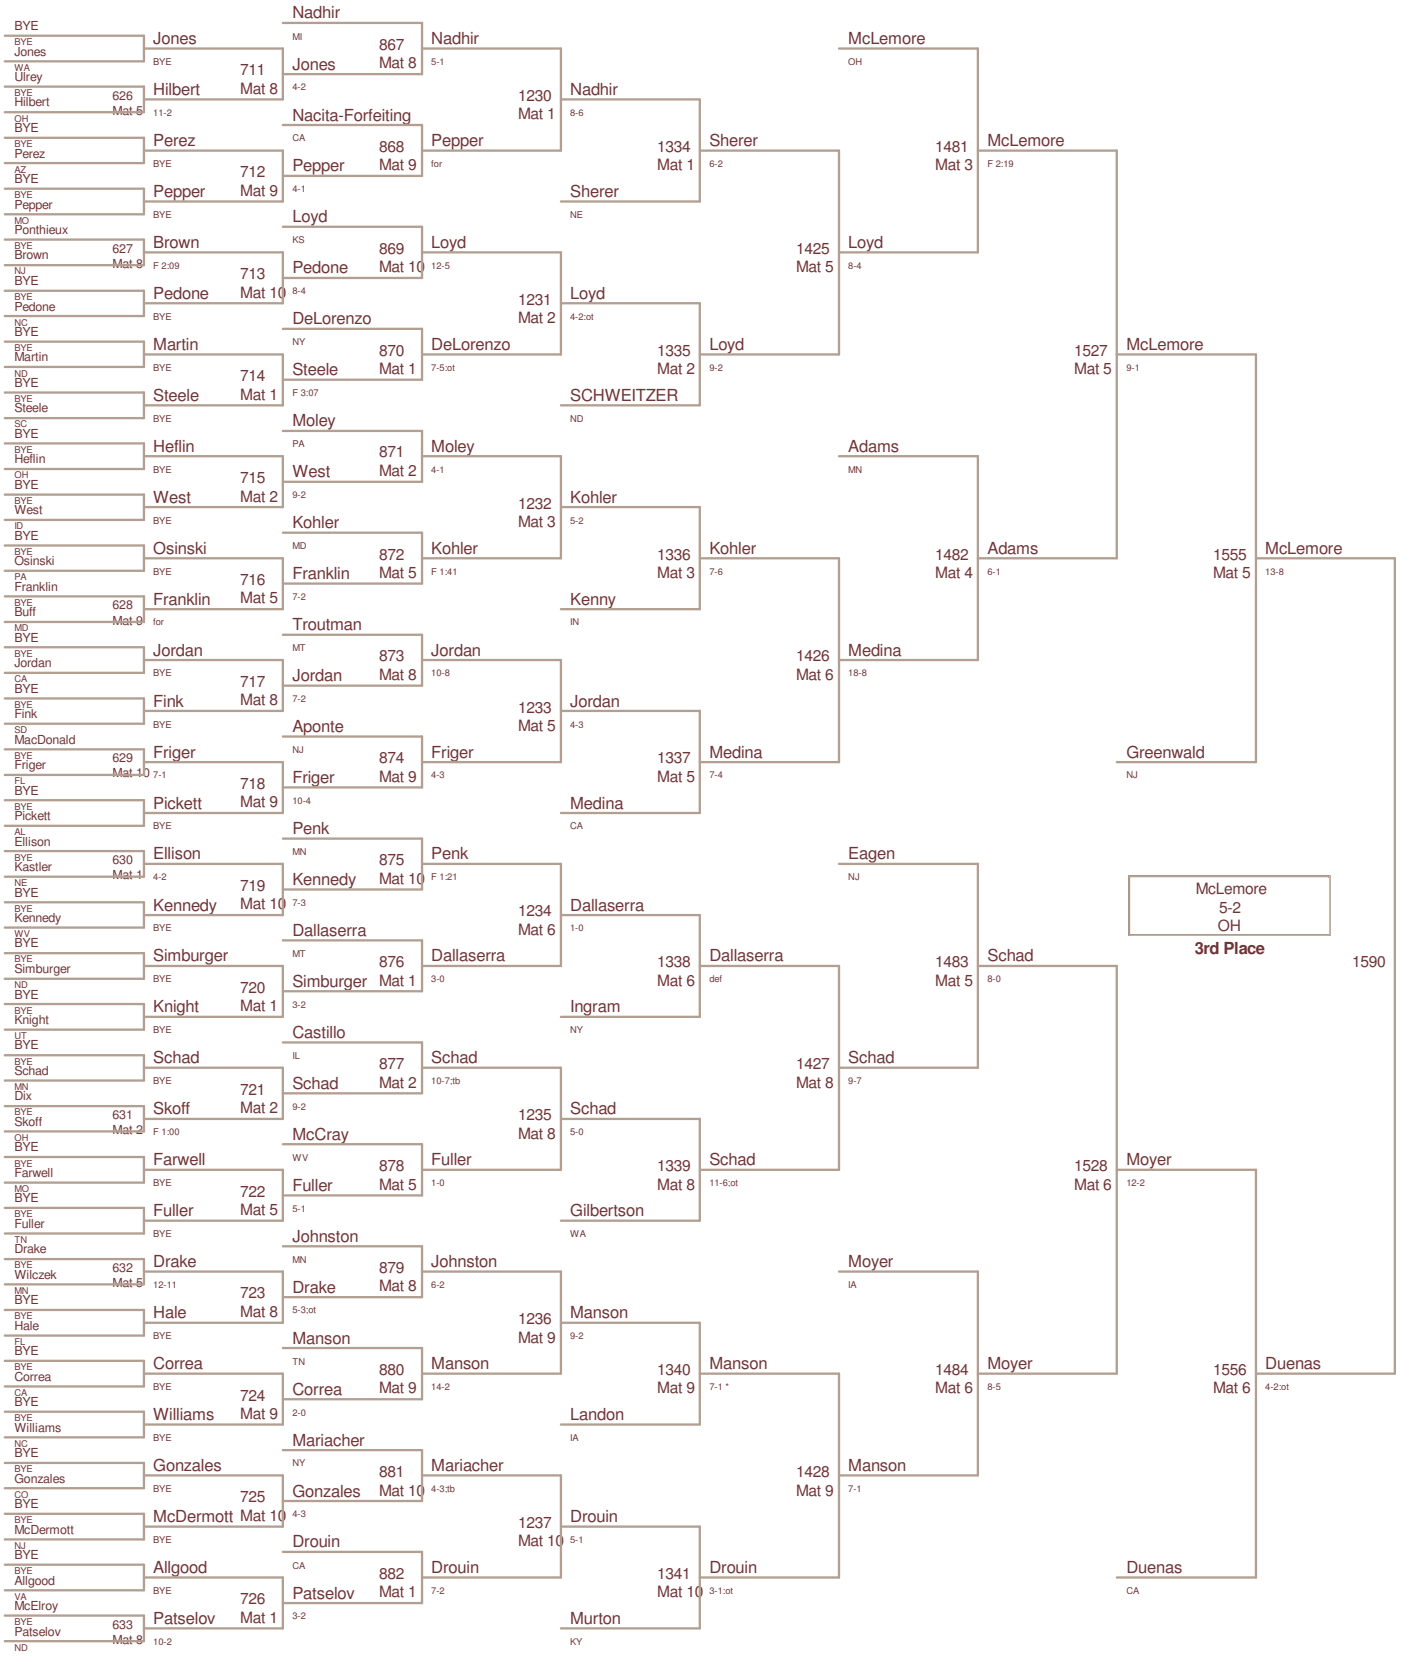 BYE
BYE
Jones
WA
Ulrey
BYE
Hilbert
626
Mat 5
OH
BYE
BYE
Perez
AZ
BYE
BYE
Pepper
MO
Ponthieux
BYE
Brown
627
Mat 8
NJ
BYE
BYE
Pedone
NC
BYE
BYE
Martin
ND
BYE
BYE
Steele
SC
BYE
BYE
Heflin
OH
BYE
BYE
West
ID
BYE
BYE
Osinski
PA
Franklin
BYE
Buff
628
Mat 9
MD
BYE
BYE
Jordan
CA
BYE
BYE
Fink
SD
MacDonald
BYE
Friger
629
Mat 10
FL
BYE
BYE
Pickett
AL
Ellison
BYE
Kastler
630
Mat 1
NE
BYE
BYE
Kennedy
WV
BYE
BYE
Simburger
ND
BYE
BYE
Knight
UT
BYE
BYE
Schad
MN
Dix
BYE
Skoff
631
Mat 2
OH
BYE
BYE
Farwell
MO
BYE
BYE
Fuller
TN
Drake
BYE
Wilczek
632
Mat 5
MN
BYE
BYE
Hale
FL
BYE
BYE
Correa
CA
BYE
BYE
Williams
NC
BYE
BYE
Gonzales
CO
BYE
BYE
McDermott
NJ
BYE
BYE
Allgood
VA
McElroy
BYE
Patselov
633
Mat 8
ND
Jones
BYE
711
Mat 8
Hilbert
11-2
Perez
BYE
712
Mat 9
Pepper
BYE
Brown
F 2:09
713
Mat 10
Pedone
BYE
Martin
BYE
714
Mat 1
Steele
BYE
Heflin
BYE
715
Mat 2
West
BYE
Osinski
BYE
716
Mat 5
Franklin
for
Jordan
BYE
717
Mat 8
Fink
BYE
Friger
7-1
718
Mat 9
Pickett
BYE
Ellison
4-2
719
Mat 10
Kennedy
BYE
Simburger
BYE
720
Mat 1
Knight
BYE
Schad
BYE
721
Mat 2
Skoff
F 1:00
Farwell
BYE
722
Mat 5
Fuller
BYE
Drake
12-11
723
Mat 8
Hale
BYE
Correa
BYE
724
Mat 9
Williams
BYE
Gonzales
BYE
725
Mat 10
McDermott
BYE
Allgood
BYE
726
Mat 1
Patselov
10-2
Nadhir
MI
867
Mat 8
Jones
4-2
Nacita-Forfeiting
CA
868
Mat 9
Pepper
4-1
Loyd
KS
869
Mat 10
Pedone
8-4
DeLorenzo
NY
870
Mat 1
Steele
F 3:07
Moley
PA
871
Mat 2
West
9-2
Kohler
MD
872
Mat 5
Franklin
7-2
Troutman
MT
873
Mat 8
Jordan
7-2
Aponte
NJ
874
Mat 9
Friger
10-4
Penk
MN
875
Mat 10
Kennedy
7-3
Dallaserra
MT
876
Mat 1
Simburger
3-2
Castillo
IL
877
Mat 2
Schad
9-2
McCray
WV
878
Mat 5
Fuller
5-1
Johnston
MN
879
Mat 8
Drake
5-3:ot
Manson
TN
880
Mat 9
Correa
2-0
Mariacher
NY
881
Mat 10
Gonzales
4-3
Drouin
CA
882
Mat 1
Patselov
3-2
Nadhir
5-1
1230
Mat 1
Pepper
for
Loyd
12-5
1231
Mat 2
DeLorenzo
7-5:ot
Moley
4-1
1232
Mat 3
Kohler
F 1:41
Jordan
10-8
1233
Mat 5
Friger
4-3
Penk
F 1:21
1234
Mat 6
Dallaserra
3-0
Schad
10-7;tb
1235
Mat 8
Fuller
1-0
Johnston
6-2
1236
Mat 9
Manson
14-2
Mariacher
4-3;tb
1237
Mat 10
Drouin
7-2
Nadhir
8-6
1334
Mat 1
Sherer
NE
Loyd
4-2:ot
1335
Mat 2
SCHWEITZER
ND
Kohler
5-2
1336
Mat 3
Kenny
IN
Jordan
4-3
1337
Mat 5
Medina
CA
Dallaserra
1-0
1338
Mat 6
Ingram
NY
Schad
5-0
1339
Mat 8
Gilbertson
WA
Manson
9-2
1340
Mat 9
Landon
IA
Drouin
5-1
1341
Mat 10
Murton
KY
Sherer
6-2
1425
Mat 5
Loyd
9-2
Kohler
7-6
1426
Mat 6
Medina
7-4
Dallaserra
def
1427
Mat 8
Schad
11-6;ot
Manson
7-1 *
1428
Mat 9
Drouin
3-1:ot
McLemore
OH
1481
Mat 3
Loyd
8-4
Adams
MN
1482
Mat 4
Medina
18-8
Eagen
NJ
1483
Mat 5
Schad
9-7
Moyer
IA
1484
Mat 6
Manson
7-1
McLemore
F 2:19
1527
Mat 5
Adams
6-1
Schad
8-0
1528
Mat 6
Moyer
8-5
McLemore
9-1
1555
Mat 5
Greenwald
NJ
Moyer
12-2
1556
Mat 6
Duenas
CA
McLemore
13-8
1590
Duenas
4-2:ot
McLemore
5-2
OH
3rd Place